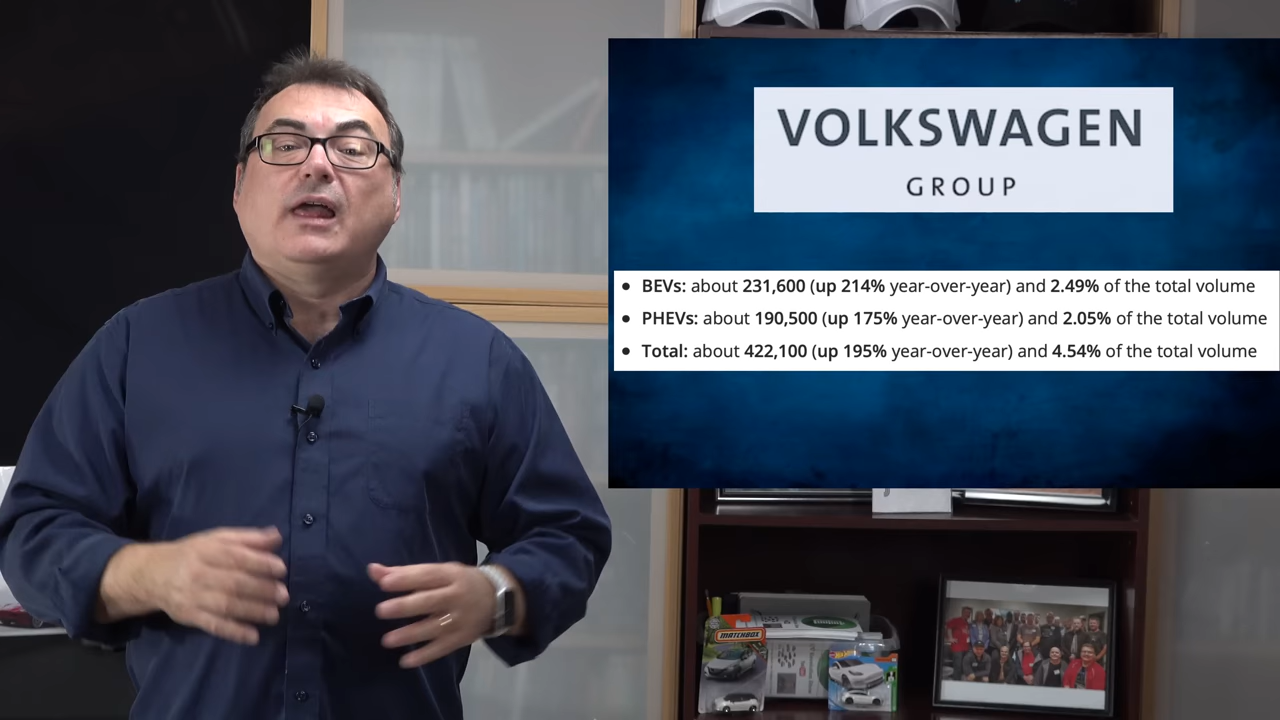 VOLKSWAGEN
GROUP
• BEVs: about 231,600 (up 214% year-over-year) and 2.49% of the total volume
• PHEVs: about 190,500 (up 175% year-over-year) and 2.05% of the total volume
• Total: about 422,100 (up 195% year-over-year) and 4.54% of the total volume
MATCHBOX